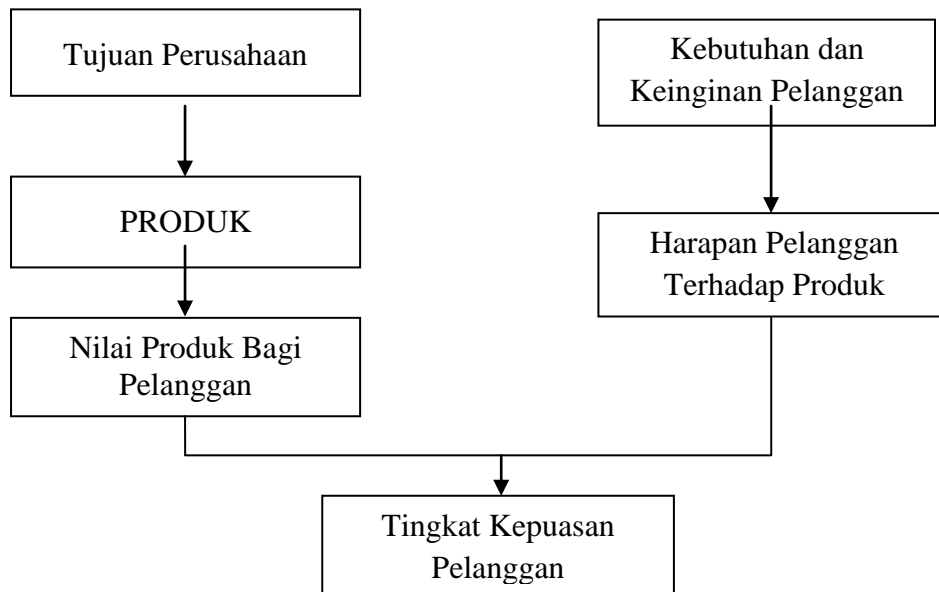 Tujuan Perusahaan
Kebutuhan dan
Keinginan Pelanggan
PRODUK
Harapan Pelanggan
Terhadap Produk
Nilai Produk Bagi
Pelanggan
Tingkat Kepuasan
Pelanggan